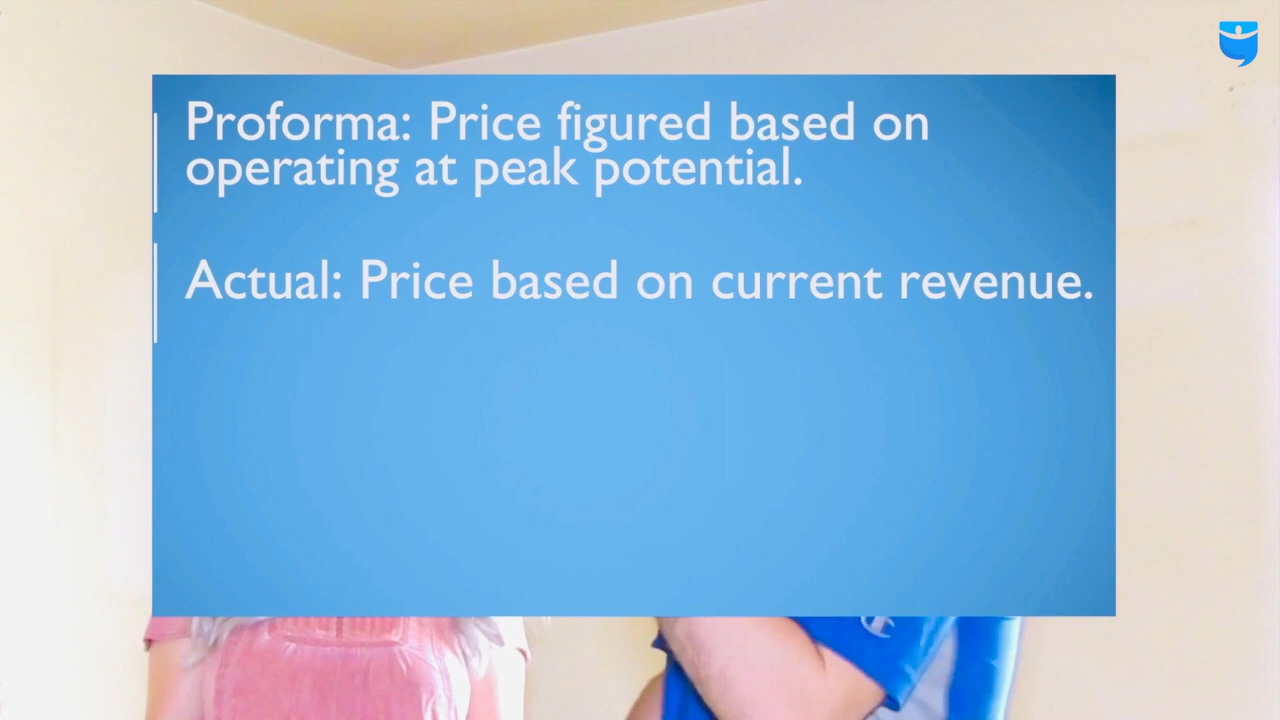 Proforma: Price figured based on
operating at peak potential.
Actual: Price based on current revenue.